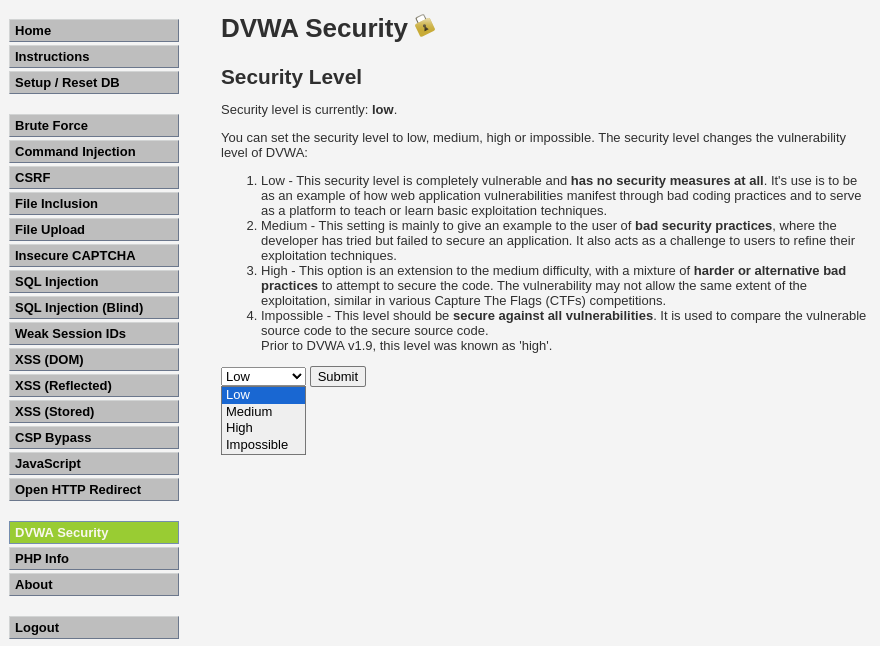 Home
Instructions
Setup / Reset DB
Brute Force
Command Injection
CSRF
File Inclusion
File Upload
Insecure CAPTCHA
SQL Injection
SQL Injection (Blind)
Weak Session IDs
XSS (DOM)
XSS (Reflected)
XSS (Stored)
CSP Bypass
JavaScript
Open HTTP Redirect
DVWA Security
PHP Info
About
Logout
DVWA Security
Security Level
Security level is currently: low.
You can set the security level to low, medium, high or impossible. The security level changes the vulnerability
level of DVWA:
1. Low - This security level is completely vulnerable and has no security measures at all. It's use is to be
as an example of how web application vulnerabilities manifest through bad coding practices and to serve
as a platform to teach or learn basic exploitation techniques.
2. Medium - This setting is mainly to give an example to the user of bad security practices, where the
developer has tried but failed to secure an application. It also acts as a challenge to users to refine their
exploitation techniques.
3. High - This option is an extension to the medium difficulty, with a mixture of harder or alternative bad
practices to attempt to secure the code. The vulnerability may not allow the same extent of the
exploitation, similar in various Capture The Flags (CTFs) competitions.
4. Impossible - This level should be secure against all vulnerabilities. It is used to compare the vulnerable
source code to the secure source code.
Prior to DVWA v1.9, this level was known as 'high'.
Low Submit
Low
Medium
High
Impossible